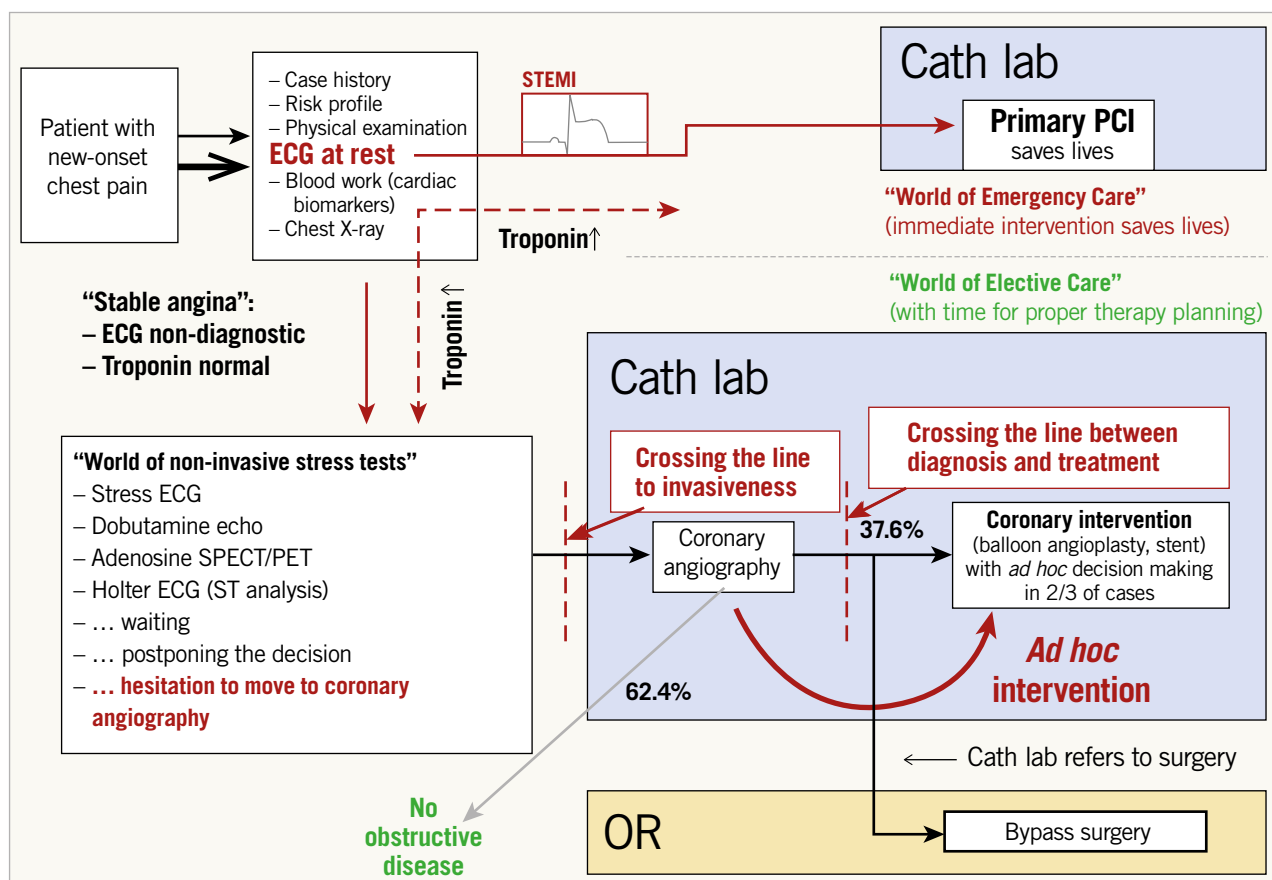 Patient with
new-onset
chest pain
– Case history
– Risk profile
– Physical examination
ECG at rest
– Blood work (cardiac
biomarkers)
– Chest X-ray
STEMI
Cath lab
Primary PCI
saves lives
“World of Emergency Care”
(immediate intervention saves lives)
Troponin↑
“World of Elective Care”
(with time for proper therapy planning)
“Stable angina”:
– ECG non-diagnostic
– Troponin normal
Troponin↑
“World of non-invasive stress tests”
– Stress ECG
– Dobutamine echo
– Adenosine SPECT/PET
– Holter ECG (ST analysis)
– … waiting
– … postponing the decision
– … hesitation to move to coronary
angiography
Cath lab
Crossing the line
to invasiveness
Crossing the line between
diagnosis and treatment
Coronary
angiography
37.6%
Coronary intervention
(balloon angioplasty, stent)
with ad hoc decision making
in 2/3 of cases
62.4%
Ad hoc
intervention
Cath lab refers to surgery
No
obstructive
disease
OR
Bypass surgery